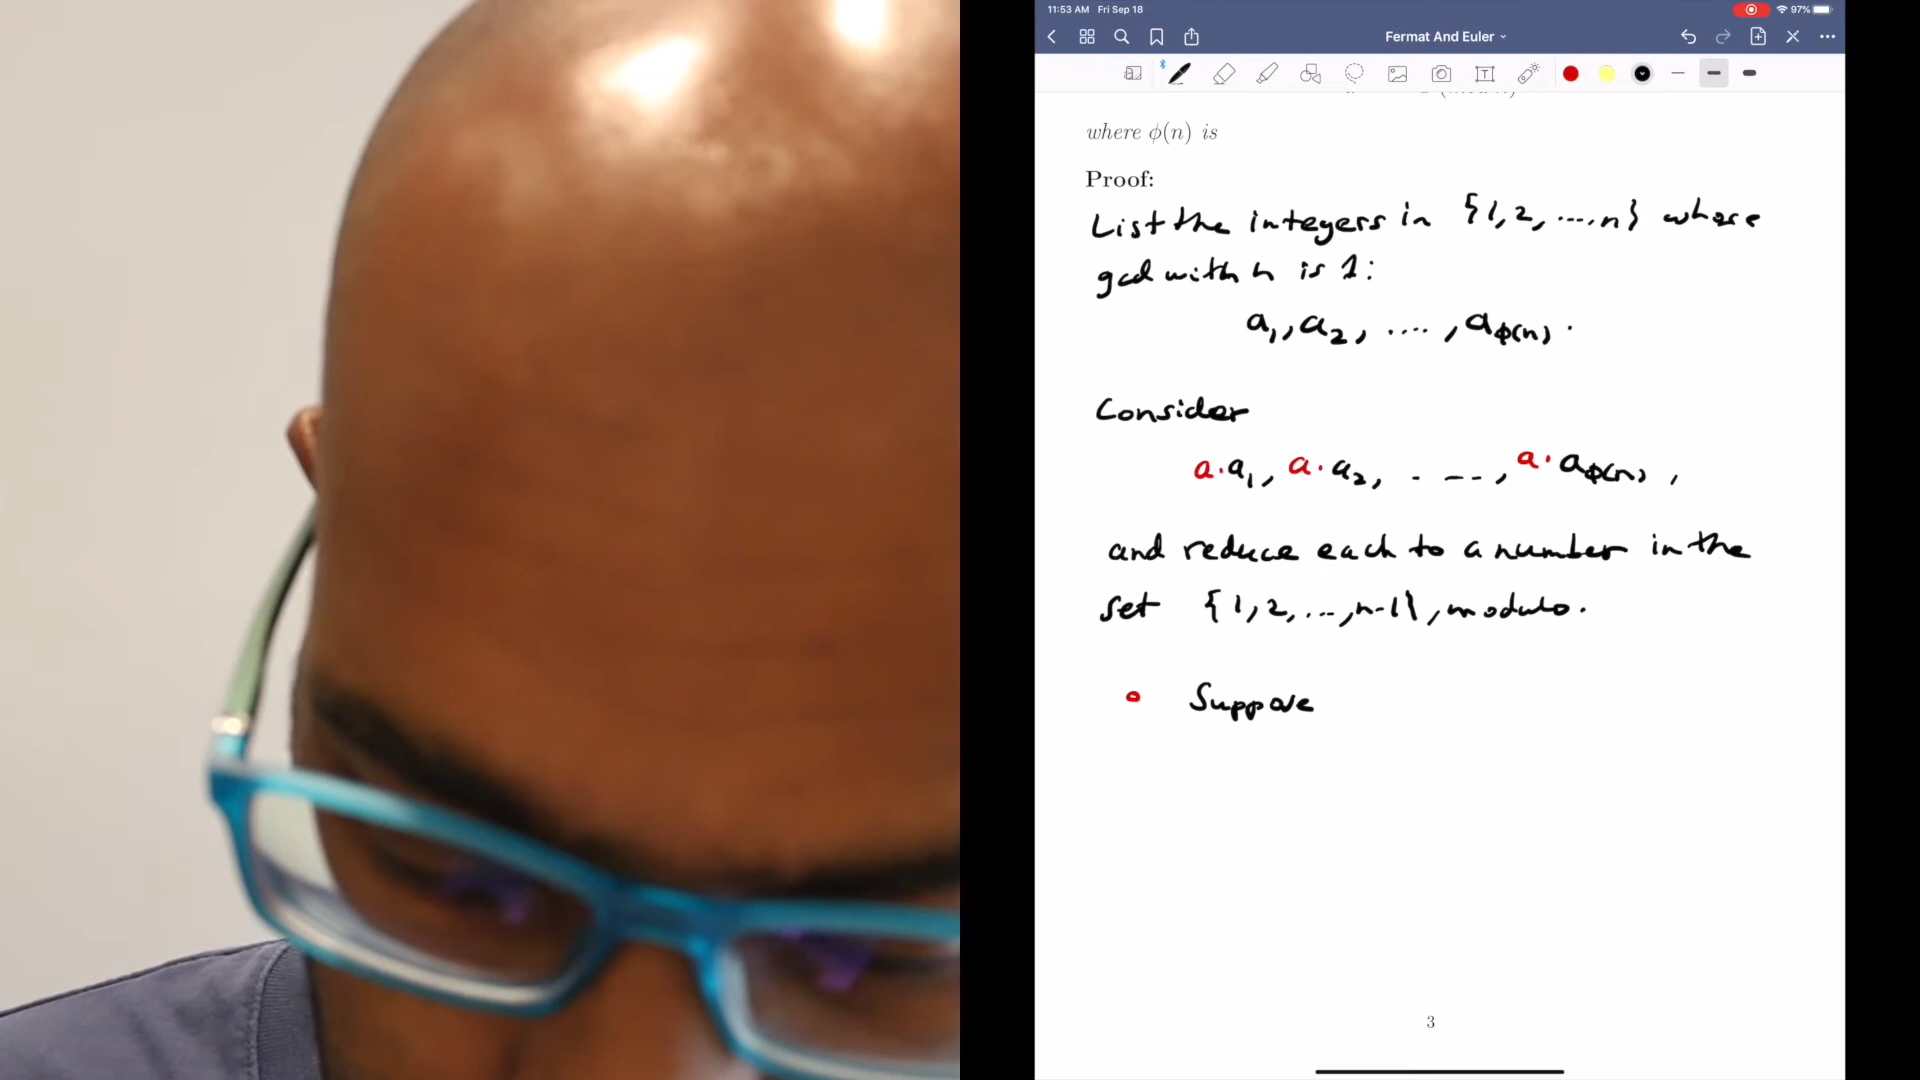 11:53 AM Fri Sep 18
97%
Fermat And Euler
where ϕ(n) is
Proof:
List the integers in {1,2,....,n} whose
gcd with n is 1:
a₁, a₂, ...., a_ϕ(n).
Consider
a·a₁, a·a₂, . _ _.., a·a_ϕ(n),
and reduce each to a number in the
set {1,2,...,n-1}, modulo.
Suppose
3